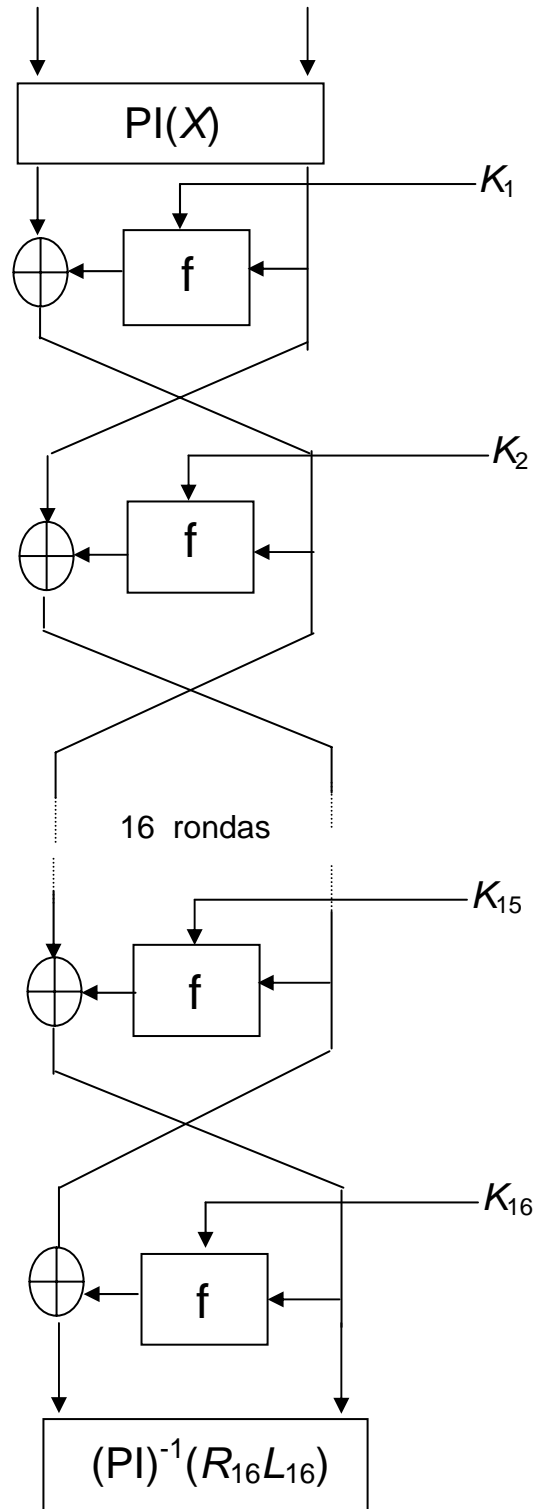 PI(X)
K₁
f
K₂
f
16 rondas
K₁₅
f
K₁₆
f
(PI)⁻¹(R₁₆L₁₆)